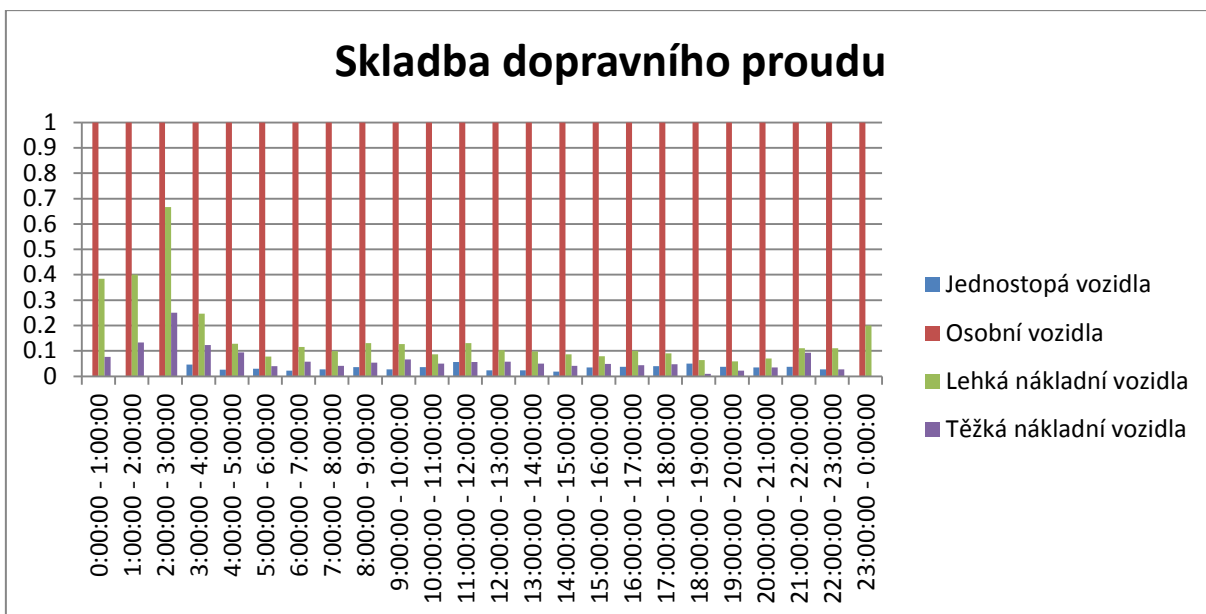 Skladba dopravního proudu
1
0.9
0.8
0.7
0.6
0.5
0.4
0.3
0.2
0.1
0
0:00:00 - 1:00:00
1:00:00 - 2:00:00
2:00:00 - 3:00:00
3:00:00 - 4:00:00
4:00:00 - 5:00:00
5:00:00 - 6:00:00
6:00:00 - 7:00:00
7:00:00 - 8:00:00
8:00:00 - 9:00:00
9:00:00 - 10:00:00
10:00:00 - 11:00:00
11:00:00 - 12:00:00
12:00:00 - 13:00:00
13:00:00 - 14:00:00
14:00:00 - 15:00:00
15:00:00 - 16:00:00
16:00:00 - 17:00:00
17:00:00 - 18:00:00
18:00:00 - 19:00:00
19:00:00 - 20:00:00
20:00:00 - 21:00:00
21:00:00 - 22:00:00
22:00:00 - 23:00:00
23:00:00 - 0:00:00
Jednostopá vozidla
Osobní vozidla
Lehká nákladní vozidla
Těžká nákladní vozidla